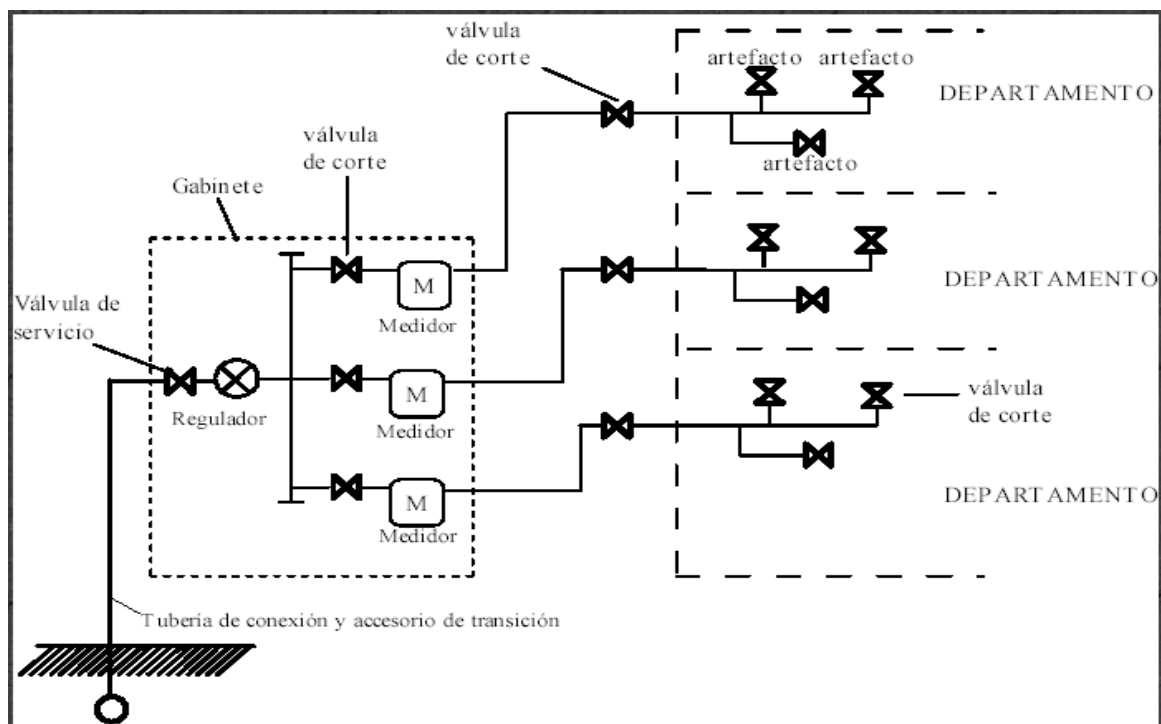 válvula
de corte
artefacto
artefacto
DEPARTAMENTO
válvula
de corte
artefacto
Gabinete
M
Medidor
DEPARTAMENTO
Válvula de
servicio
M
Regulador
Medidor
válvula
de corte
M
Medidor
DEPARTAMENTO
Tubería de conexión y accesorio de transición